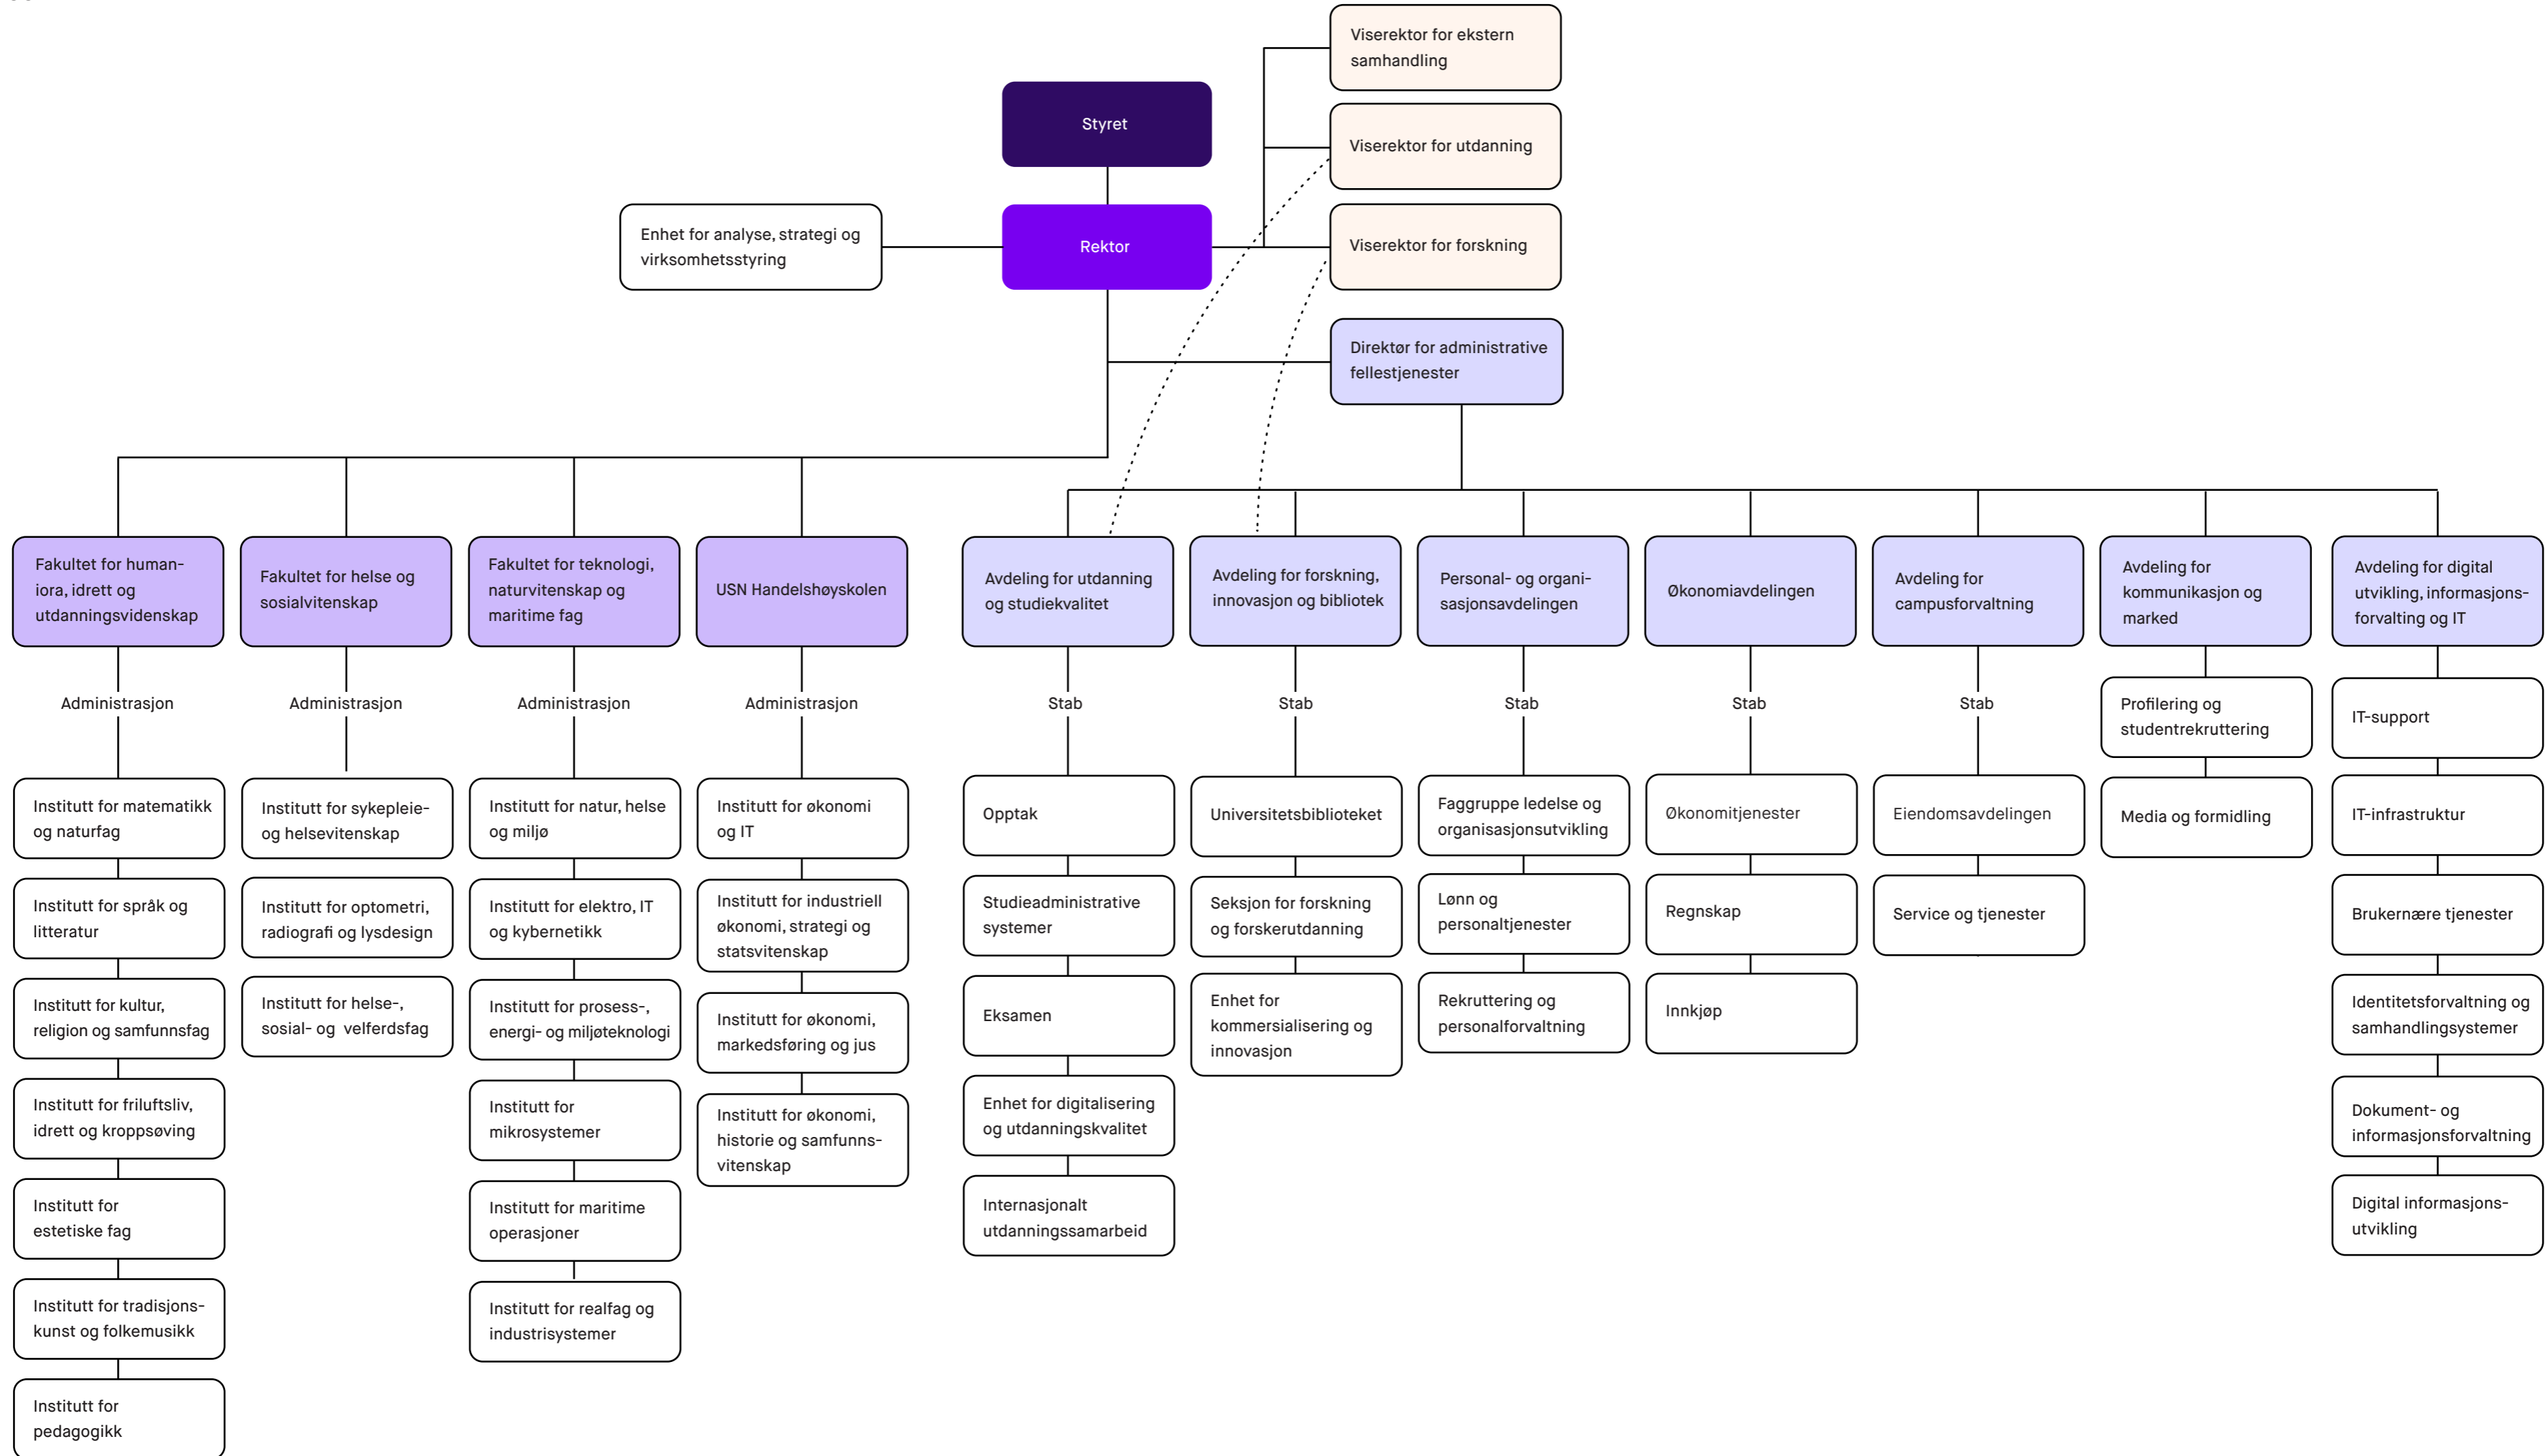 Viserektor for ekstern
samhandling
Styret
Viserektor for utdanning
Enhet for analyse, strategi og
virksomhetsstyring
Rektor
Viserektor for forskning
Direktør for administrative
fellestjenester
Fakultet for human-
iora, idrett og
utdanningsvidenskap
Fakultet for helse og
sosialvitenskap
Fakultet for teknologi,
naturvitenskap og
maritime fag
USN Handelshøyskolen
Avdeling for utdanning
og studiekvalitet
Avdeling for forskning,
innovasjon og bibliotek
Personal- og organi-
sasjonsavdelingen
Økonomiavdelingen
Avdeling for
campusforvaltning
Avdeling for
kommunikasjon og
marked
Avdeling for digital
utvikling, informasjons-
forvalting og IT
Administrasjon
Administrasjon
Administrasjon
Administrasjon
Stab
Stab
Stab
Stab
Stab
Institutt for matematikk
og naturfag
Institutt for språk og
litteratur
Institutt for kultur,
religion og samfunnsfag
Institutt for friluftsliv,
idrett og kroppsøving
Institutt for
estetiske fag
Institutt for tradisjons-
kunst og folkemusikk
Institutt for
pedagogikk
Institutt for sykepleie-
og helsevitenskap
Institutt for optometri,
radiografi og lysdesign
Institutt for helse-,
sosial- og velferdsfag
Institutt for natur, helse
og miljø
Institutt for elektro, IT
og kybernetikk
Institutt for prosess-,
energi- og miljøteknologi
Institutt for
mikrosystemer
Institutt for maritime
operasjoner
Institutt for realfag og
industrisystemer
Institutt for økonomi
og IT
Institutt for industriell
økonomi, strategi og
statsvitenskap
Institutt for økonomi,
markedsføring og jus
Institutt for økonomi,
historie og samfunns-
vitenskap
Opptak
Studieadministrative
systemer
Eksamen
Enhet for digitalisering
og utdanningskvalitet
Internasjonalt
utdanningssamarbeid
Universitetsbiblioteket
Seksjon for forskning
og forskerutdanning
Enhet for
kommersialisering og
innovasjon
Faggruppe ledelse og
organisasjonsutvikling
Lønn og
personaltjenester
Rekruttering og
personalforvaltning
Økonomitjenester
Regnskap
Innkjøp
Eiendomsavdelingen
Service og tjenester
Profilering og
studentrekruttering
Media og formidling
IT-support
IT-infrastruktur
Brukernære tjenester
Identitetsforvaltning og
samhandlingsystemer
Dokument- og
informasjonsforvaltning
Digital informasjons-
utvikling